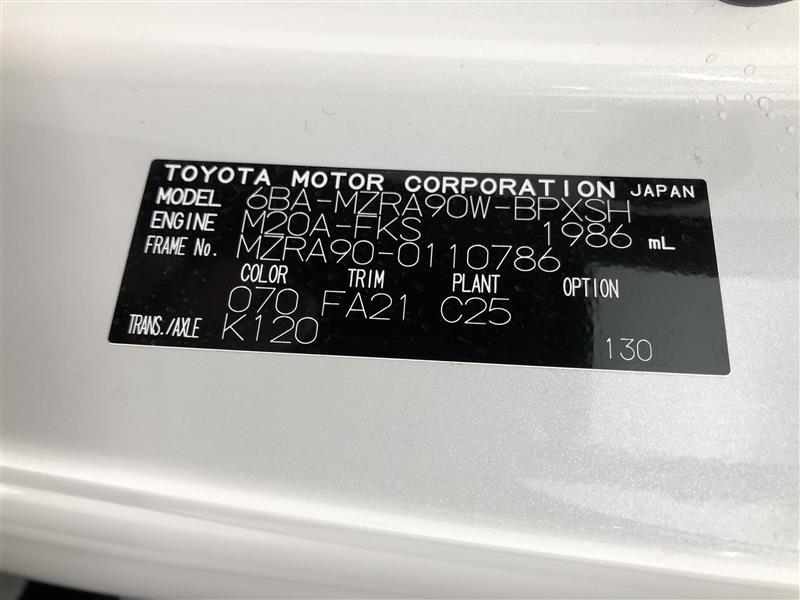 TOYOTA MOTOR CORPORATION JAPAN
MODEL 6BA-MZRA90W-BPXSH
ENGINE M20A-FKS 1986 mL
FRAME No. MZRA90-0110786
COLOR TRIM PLANT OPTION
070 FA21 C25
TRANS./AXLE K120 130